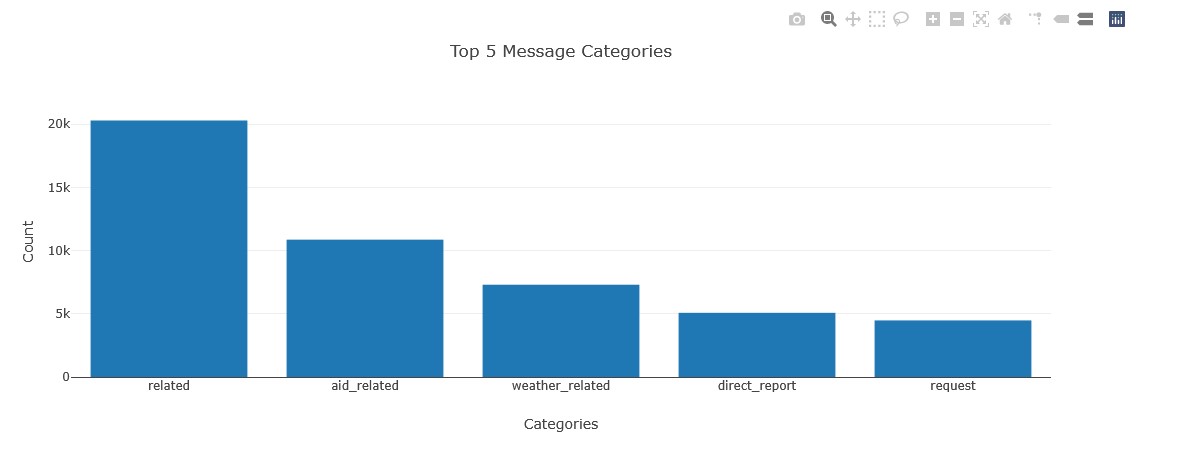 Top 5 Message Categories
20k
15k
10k
5k
0
Count
related aid_related weather_related direct_report request
Categories